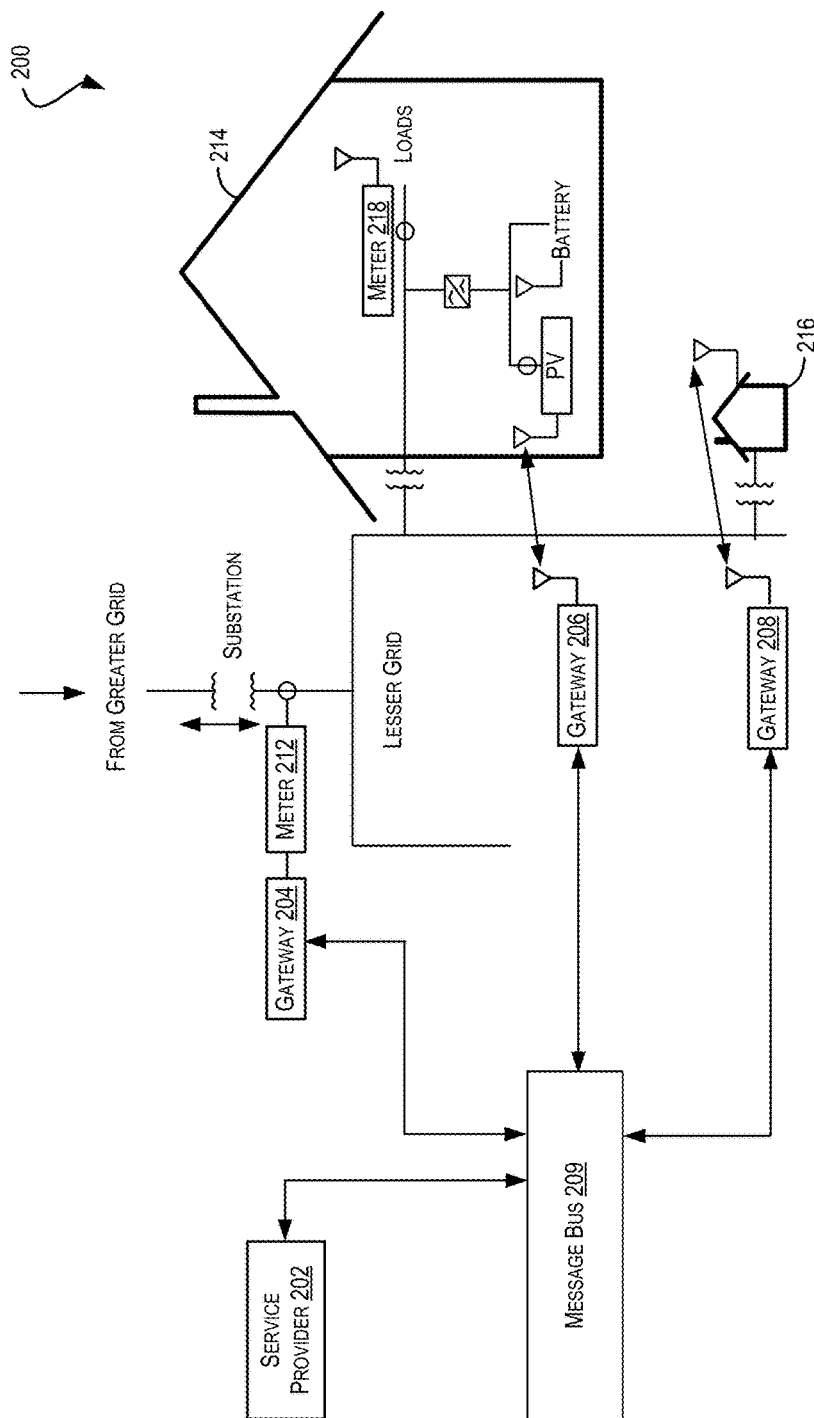 200
FROM GREATER GRID
SUBSTATION
214
METER 218
LOADS
SERVICE
PROVIDER 202
GATEWAY 204
METER 212
LESSER GRID
PV
BATTERY
MESSAGE BUS 209
GATEWAY 206
GATEWAY 208
216